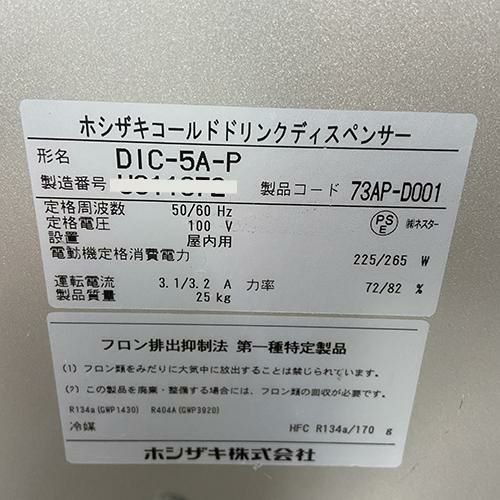 ホシザキコールドドリンクディスペンサー
形名 DIC-5A-P
製造番号 製品コード 73AP-D001
定格周波数 50/60 Hz
定格電圧 100 V PSE ㈱ネスター
設置 屋内用
電動機定格消費電力 225/265 W
運転電流 3.1/3.2 A 力率 72/82 %
製品質量 25 kg
フロン排出抑制法 第一種特定製品
(1) フロン類をみだりに大気中に放出することは禁じられています。
(2) この製品を廃棄・整備する場合には、フロン類の回収が必要です。
R134a(GWP1430) R404A(GWP3920)
冷媒 HFC R134a/170 g
ホシザキ株式会社